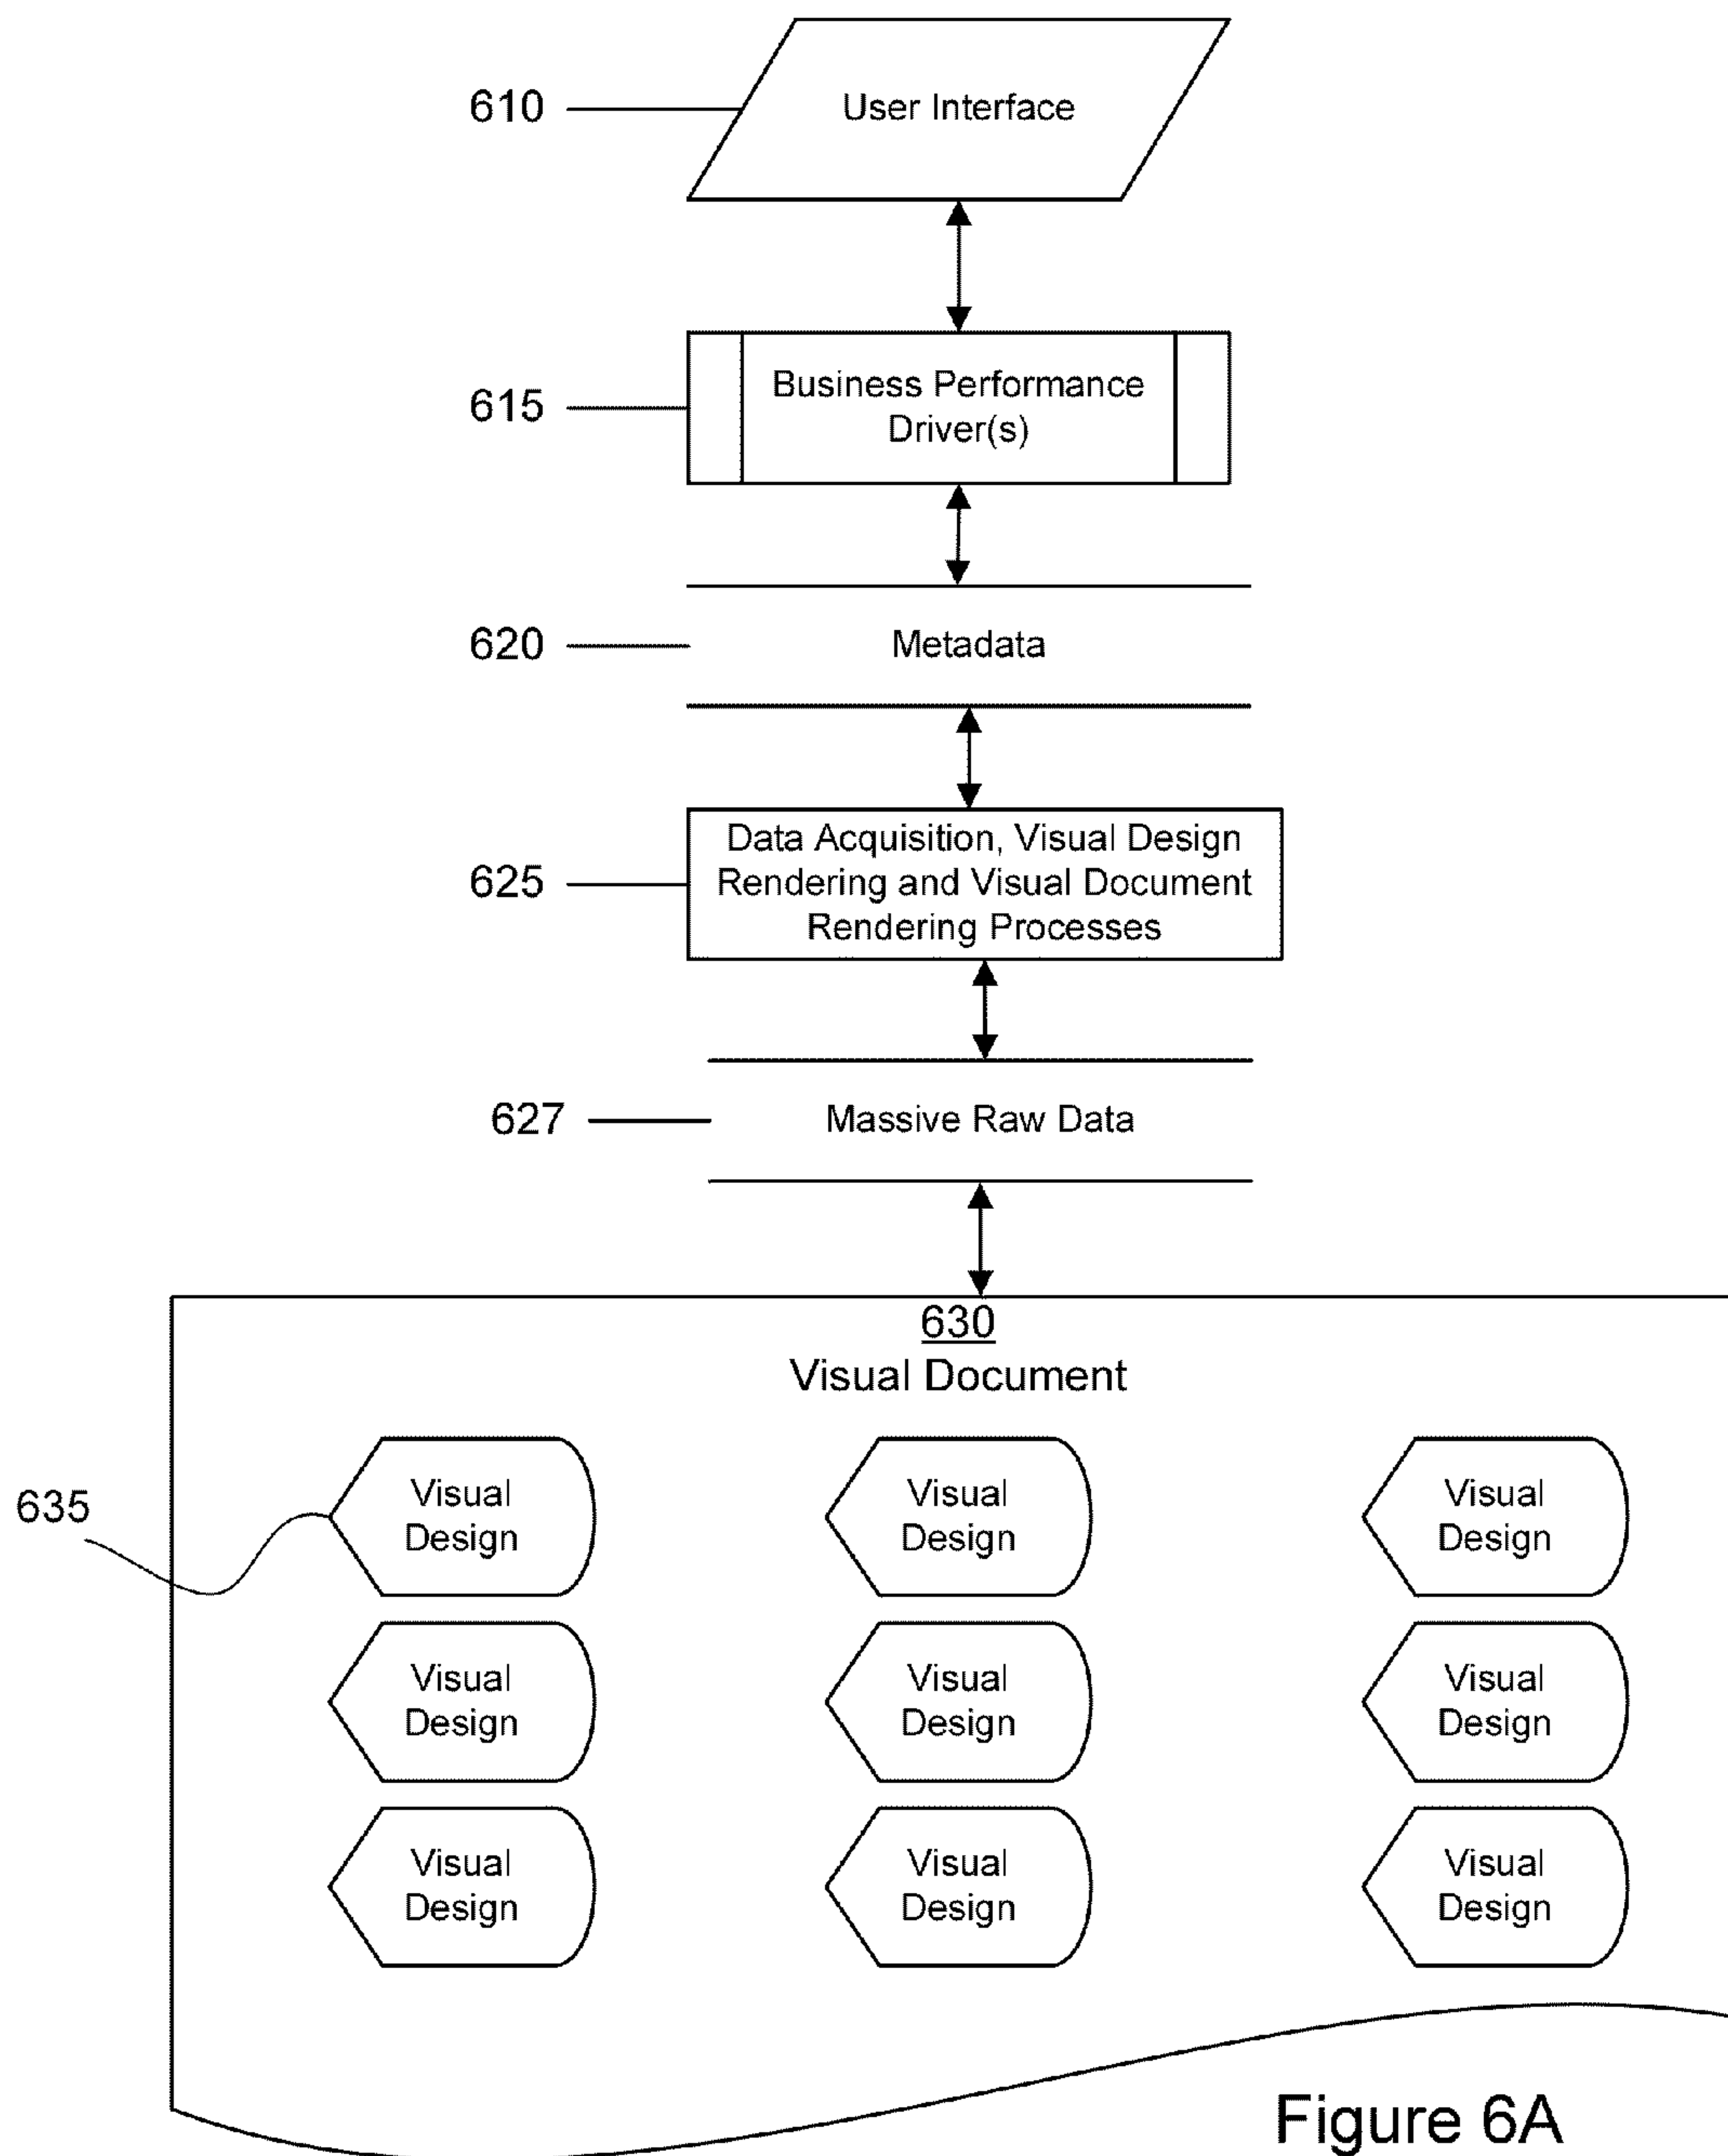 610
User Interface
615
Business Performance
Driver(s)
620
Metadata
625
Data Acquisition, Visual Design
Rendering and Visual Document
Rendering Processes
627
Massive Raw Data
630
Visual Document
635
Visual
Design
Visual
Design
Visual
Design
Visual
Design
Visual
Design
Visual
Design
Visual
Design
Visual
Design
Visual
Design
Figure 6A